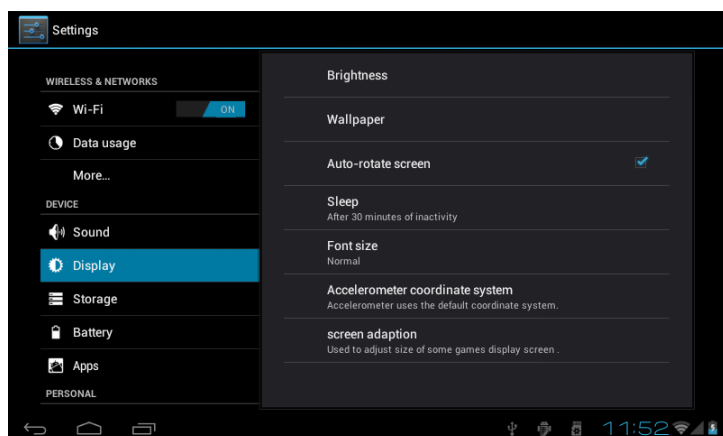 Settings
WIRELESS & NETWORKS
Wi-Fi
ON
Data usage
More...
DEVICE
Sound
Display
Storage
Battery
Apps
PERSONAL
Brightness
Wallpaper
Auto-rotate screen
Sleep
After 30 minutes of inactivity
Font size
Normal
Accelerometer coordinate system
Accelerometer uses the default coordinate system.
screen adaption
Used to adjust size of some games display screen .
11:52